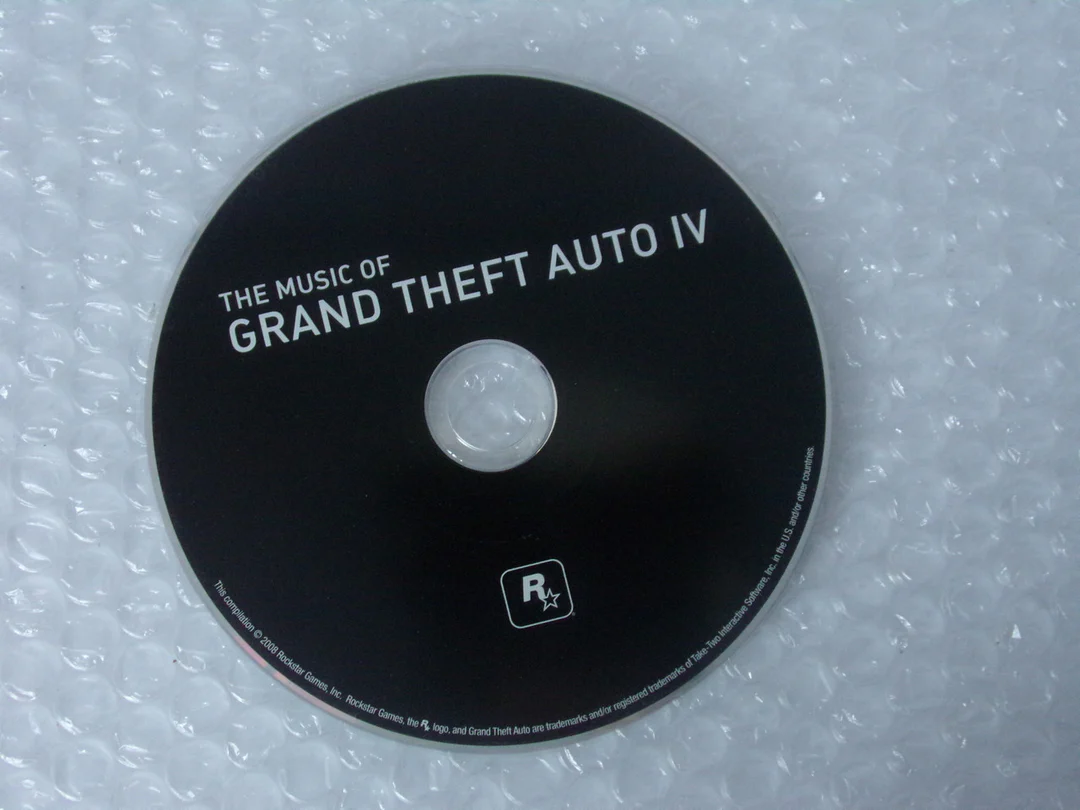 THE MUSIC OF
GRAND THEFT AUTO IV
R
This compilation © 2008 Rockstar Games, Inc. Rockstar Games, the R logo, and Grand Theft Auto are trademarks and/or registered trademarks of Take-Two Interactive Software, Inc. in the U.S. and/or other countries.